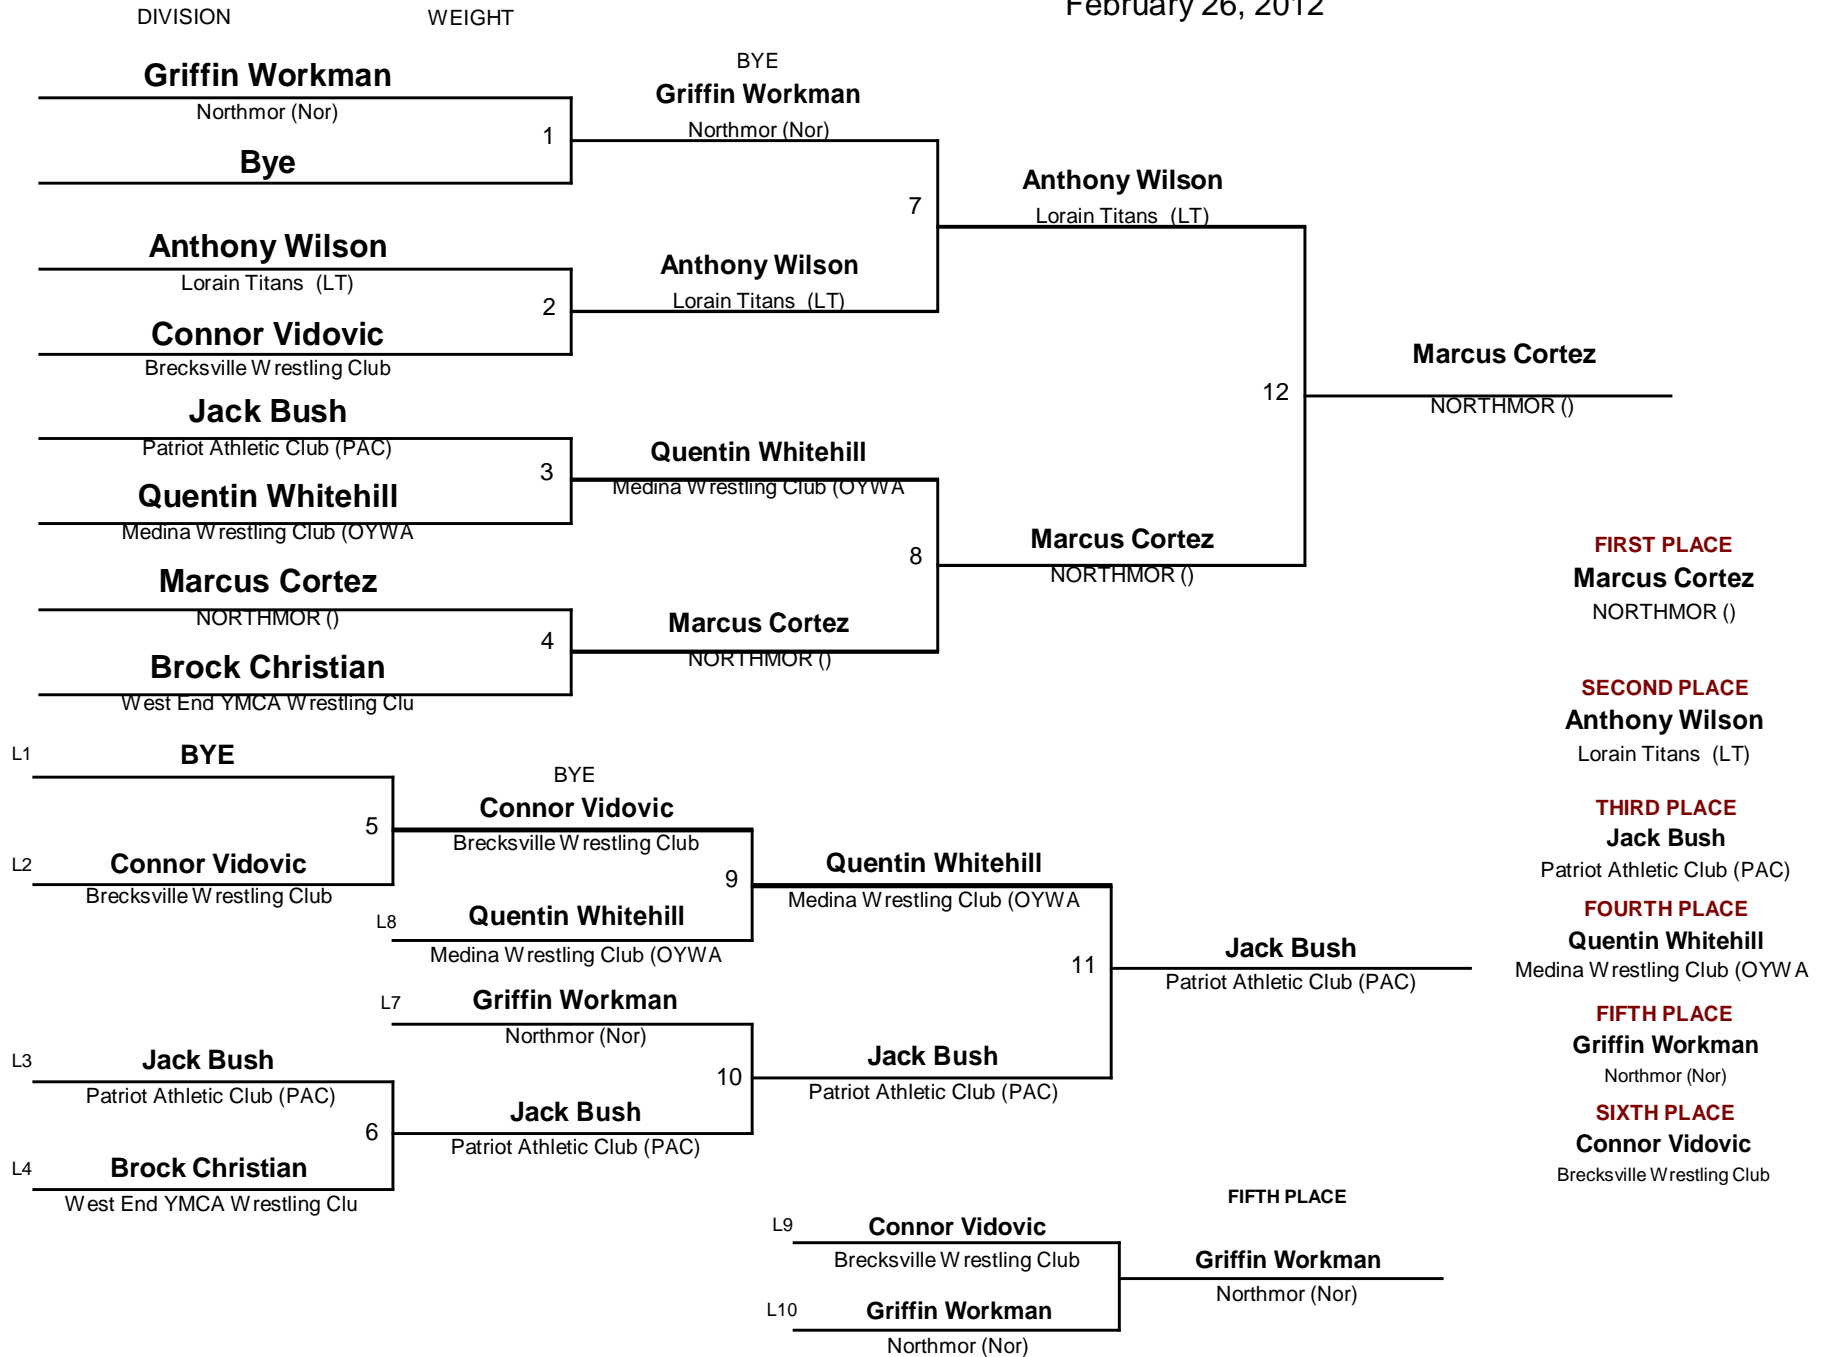 February 26, 2012
DIVISION
WEIGHT
Griffin Workman
Northmor (Nor)
1
Bye
BYE
Griffin Workman
Northmor (Nor)
7
Anthony Wilson
Lorain Titans (LT)
Anthony Wilson
Lorain Titans (LT)
2
Connor Vidovic
Brecksville Wrestling Club
Anthony Wilson
Lorain Titans (LT)
12
Marcus Cortez
NORTHMOR ()
Jack Bush
Patriot Athletic Club (PAC)
3
Quentin Whitehill
Medina Wrestling Club (OYWA
Quentin Whitehill
Medina Wrestling Club (OYWA
8
Marcus Cortez
NORTHMOR ()
Marcus Cortez
NORTHMOR ()
4
Brock Christian
West End YMCA Wrestling Clu
Marcus Cortez
NORTHMOR ()
FIRST PLACE
Marcus Cortez
NORTHMOR ()
SECOND PLACE
Anthony Wilson
Lorain Titans (LT)
THIRD PLACE
Jack Bush
Patriot Athletic Club (PAC)
FOURTH PLACE
Quentin Whitehill
Medina Wrestling Club (OYWA
FIFTH PLACE
Griffin Workman
Northmor (Nor)
SIXTH PLACE
Connor Vidovic
Brecksville Wrestling Club
L1
BYE
5
L2
Connor Vidovic
Brecksville Wrestling Club
BYE
Connor Vidovic
Brecksville Wrestling Club
9
L8
Quentin Whitehill
Medina Wrestling Club (OYWA
Quentin Whitehill
Medina Wrestling Club (OYWA
11
Jack Bush
Patriot Athletic Club (PAC)
L7
Griffin Workman
Northmor (Nor)
10
Jack Bush
Patriot Athletic Club (PAC)
L3
Jack Bush
Patriot Athletic Club (PAC)
6
Jack Bush
Patriot Athletic Club (PAC)
L4
Brock Christian
West End YMCA Wrestling Clu
FIFTH PLACE
L9
Connor Vidovic
Brecksville Wrestling Club
Griffin Workman
Northmor (Nor)
L10
Griffin Workman
Northmor (Nor)